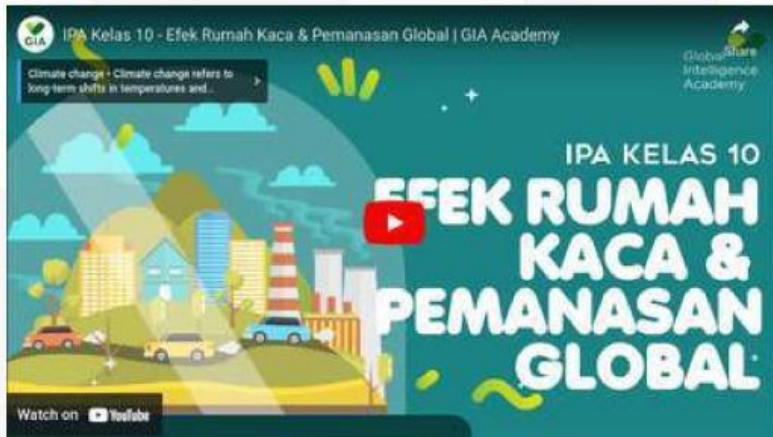 GIA
IPA Kelas 10 - Efek Rumah Kaca & Pemanasan Global | GIA Academy
Share
Global
Intelligence
Academy
Climate change • Climate change refers to
long-term shifts in temperatures and...
IPA KELAS 10
EFEK RUMAH
KACA &
PEMANASAN
GLOBAL
Watch on YouTube